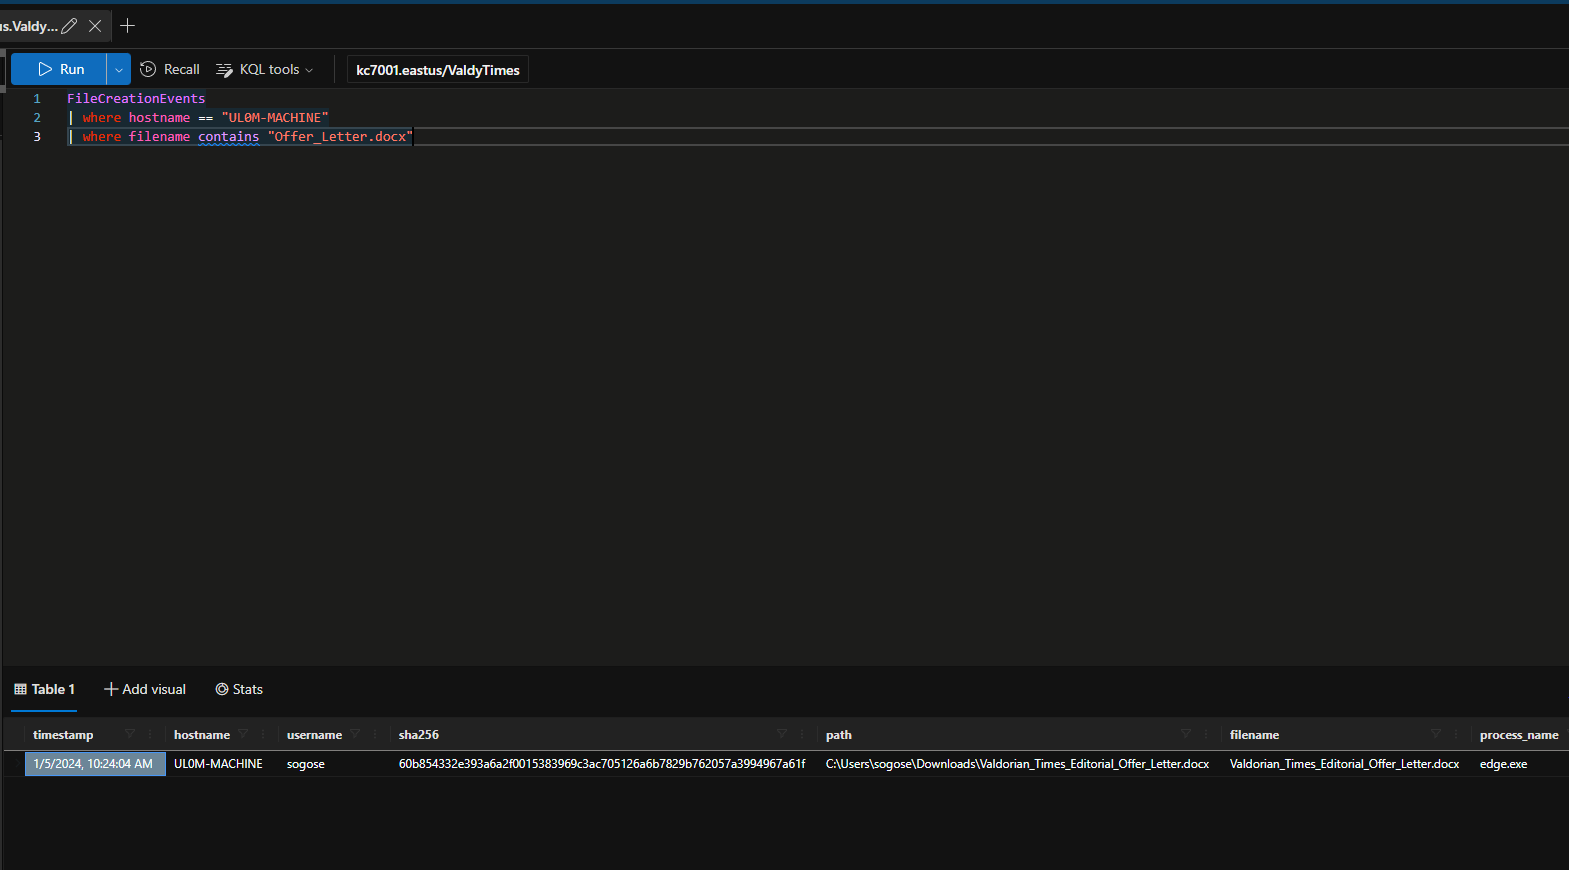 us.Valdy...
Run
Recall
KQL tools
kc7001.eastus/ValdyTimes
1 FileCreationEvents
2 | where hostname == "UL0M-MACHINE"
3 | where filename contains "Offer_Letter.docx"
Table 1
Add visual
Stats
timestamp hostname username sha256 path filename process_name
1/5/2024, 10:24:04 AM UL0M-MACHINE sogose 60b854332e393a6a2f0015383969c3ac705126a6b7829b762057a3994967a61f C:\Users\sogose\Downloads\Valdorian_Times_Editorial_Offer_Letter.docx Valdorian_Times_Editorial_Offer_Letter.docx edge.exe